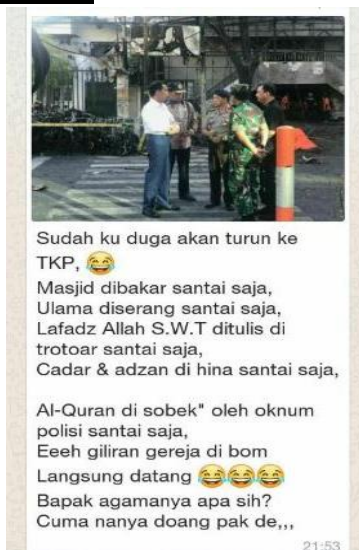 Sudah ku duga akan turun ke
TKP, 😂
Masjid dibakar santai saja,
Ulama diserang santai saja,
Lafadz Allah S.W.T ditulis di
trotoar santai saja,
Cadar & adzan di hina santai saja,
Al-Quran di sobek" oleh oknum
polisi santai saja,
Eeeh giliran gereja di bom
Langsung datang 😂😂😂
Bapak agamanya apa sih?
Cuma nanya doang pak de,,,
21:53